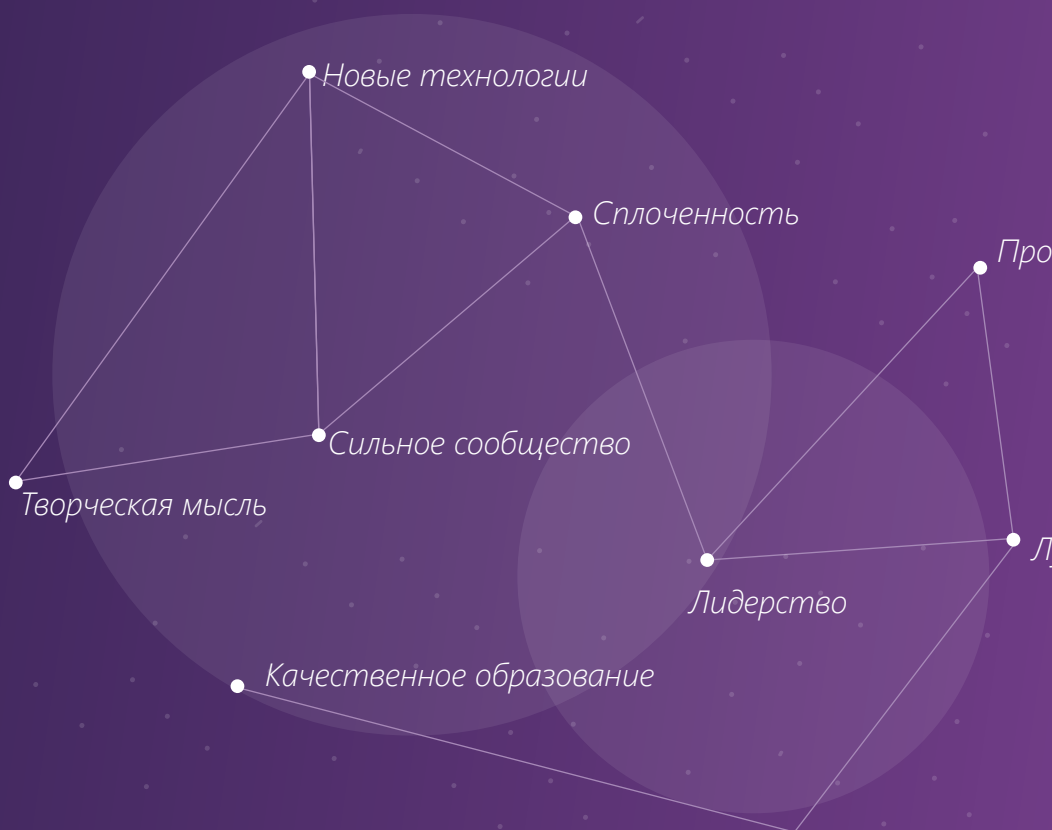 Новые технологии
Сплоченность
Сильное сообщество
Творческая мысль
Лидерство
Качественное образование